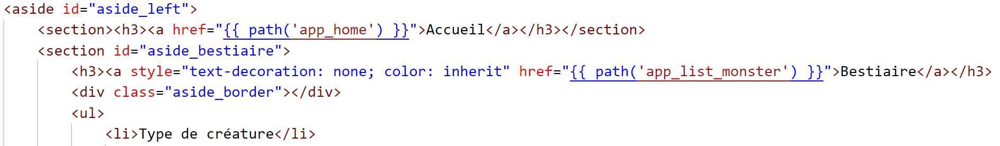 <aside id="aside_left">
<section><h3><a href="{{ path('app_home') }}">Accueil</a></h3></section>
<section id="aside_bestiaire">
<h3><a style="text-decoration: none; color: inherit" href="{{ path('app_list_monster') }}">Bestiaire</a></h3>
<div class="aside_border"></div>
<ul>
<li>Type de créature</li>